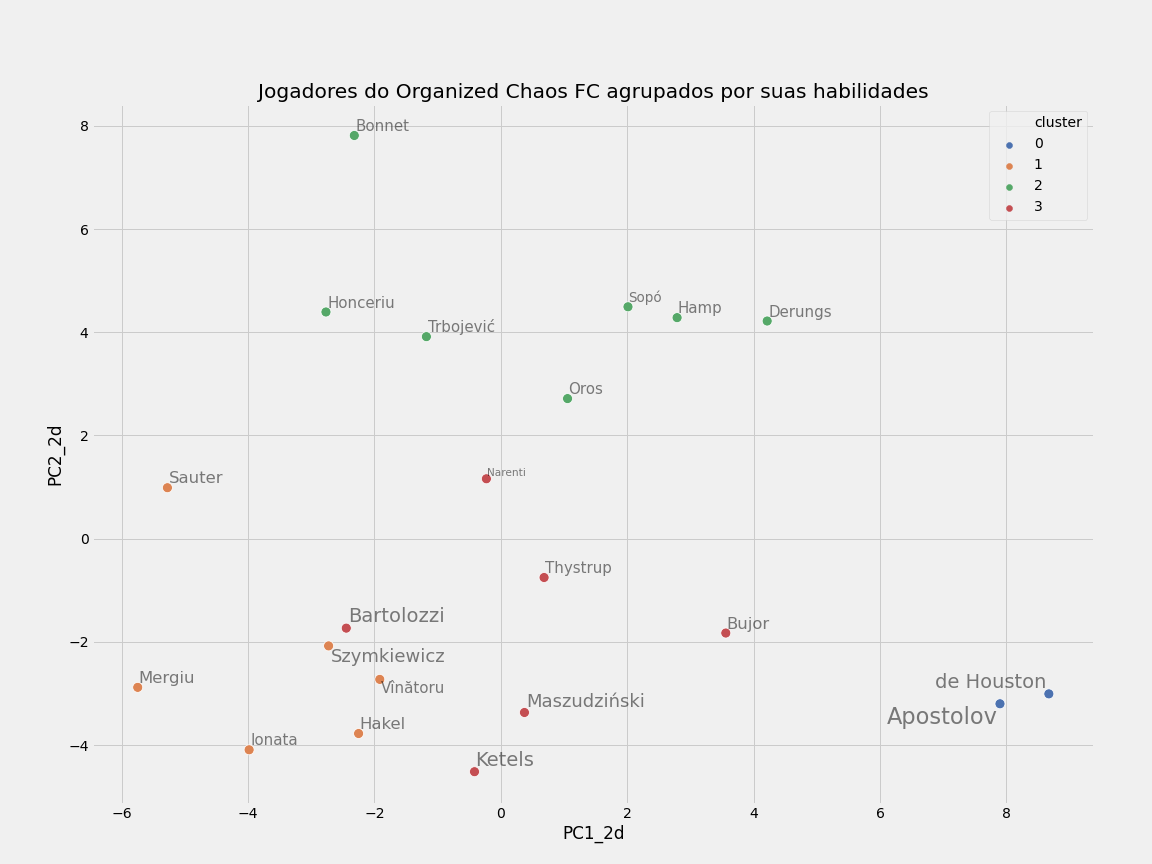 Jogadores do Organized Chaos FC agrupados por suas habilidades
cluster
0
1
2
3
8
6
4
2
0
−2
−4
PC2_2d
Bonnet
Honceriu
Trbojević
Sopó
Hamp
Derungs
Oros
Sauter
Narenti
Thystrup
Bartolozzi
Szymkiewicz
Bujor
Mergiu
Vînătoru
Maszudziński
de Houston
Apostolov
Hakel
Ionata
Ketels
−6
−4
−2
0
2
4
6
8
PC1_2d